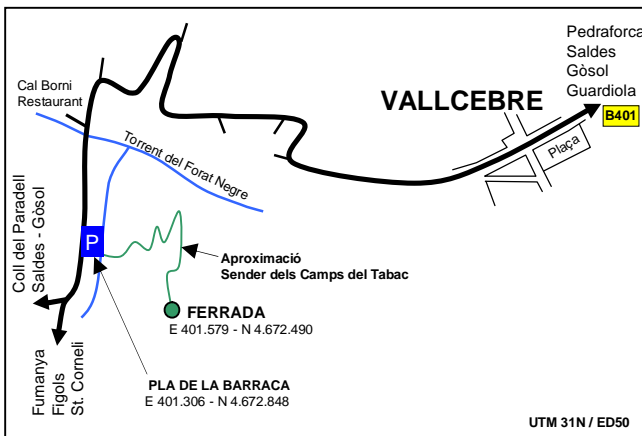 Pedraforca
Saldes
Gòsol
Guardiola
B401
VALLCEBRE
Plaça
Cal Borni
Restaurant
Torrent del Forat Negre
P
Coll del Paradell
Saldes - Gòsol
Aproximació
Sender dels Camps del Tabac
FERRADA
E 401.579 - N 4.672.490
PLA DE LA BARRACA
E 401.306 - N 4.672.848
Fumanya
Figols
St. Corneli
UTM 31N / ED50